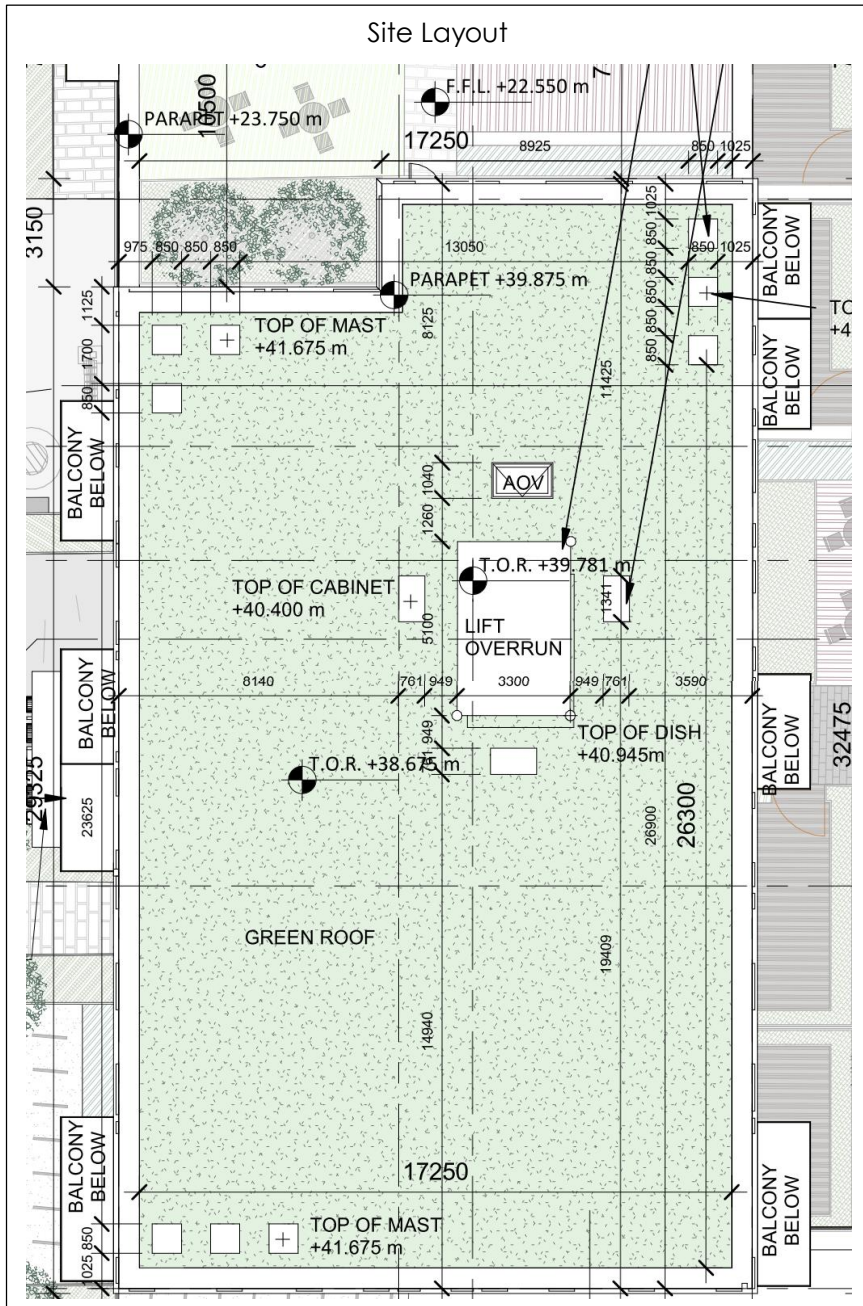 Site Layout
PARAPET +23.750 m
10500
F.F.L. +22.550 m
17250
8925
850
1025
3150
975
850
850
850
13050
850
1025
1025
850
850
850
850
850
BALCONY
BELOW
PARAPET +39.875 m
1125
1700
850
TOP OF MAST
+41.675 m
8125
11425
BALCONY
BELOW
BALCONY
BELOW
1040
1260
AOV
TOP OF CABINET
+40.400 m
T.O.R. +39.781 m
1341
5100
LIFT
OVERRUN
BALCONY
BELOW
8140
761
949
3300
949
761
3590
BALCONY
BELOW
32475
949
TOP OF DISH
+40.945m
T.O.R. +38.675 m
29325
23625
26900
26300
GREEN ROOF
19409
14940
BALCONY
BELOW
17250
BALCONY
BELOW
850
1025
TOP OF MAST
+41.675 m